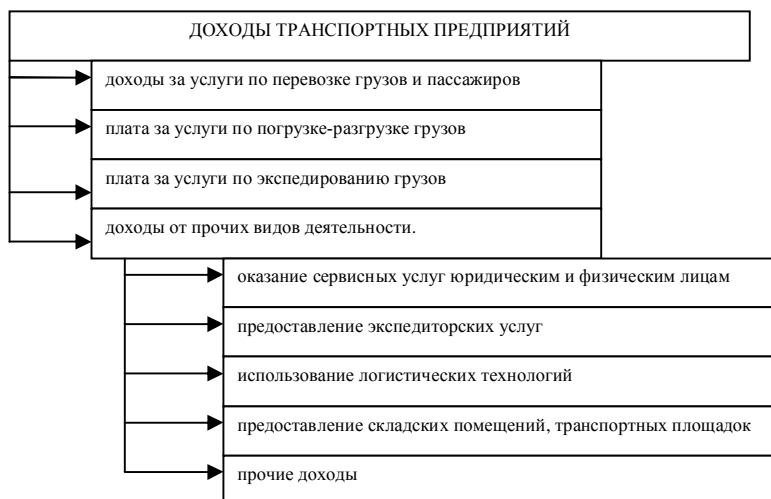 ДОХОДЫ ТРАНСПОРТНЫХ ПРЕДПРИЯТИЙ
доходы за услуги по перевозке грузов и пассажиров
плата за услуги по погрузке-разгрузке грузов
плата за услуги по экспедированию грузов
доходы от прочих видов деятельности.
оказание сервисных услуг юридическим и физическим лицам
предоставление экспедиторских услуг
использование логистических технологий
предоставление складских помещений, транспортных площадок
прочие доходы